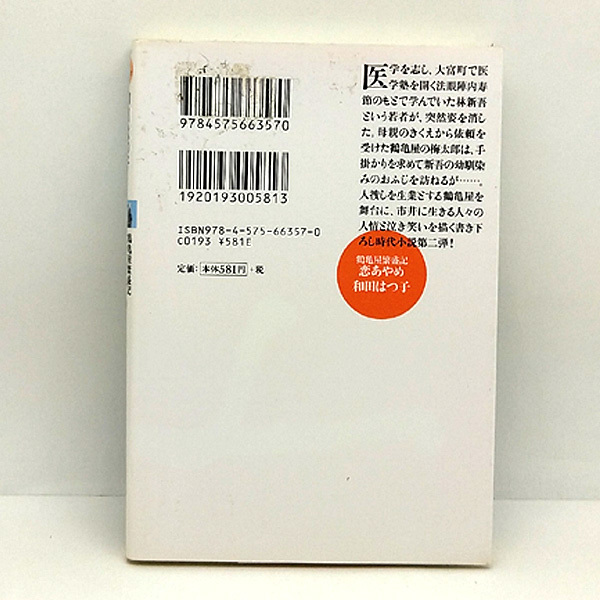 医学を志し、大富町で医
学塾を開く法眼陣内寿
節のもとで学んでいた林新吾
という若者が、突然姿を消し
た。母親のきくえから依頼を
受けた鶴亀屋の梅太郎は、手
掛かりを求めて新吾の幼馴染
みのおふじを訪ねるが……。
人捜しを生業とする鶴亀屋を
舞台に、市井に生きる人々の
人情と泣き笑いを描く書き下
ろし時代小説第二弾!
鶴亀屋繁盛記
恋あやめ
和田はつ子
9784575663570
1920193005813
ISBN978-4-575-66357-0
C0193 ¥581E
定価:本体581円+税
鶴亀屋繁盛記